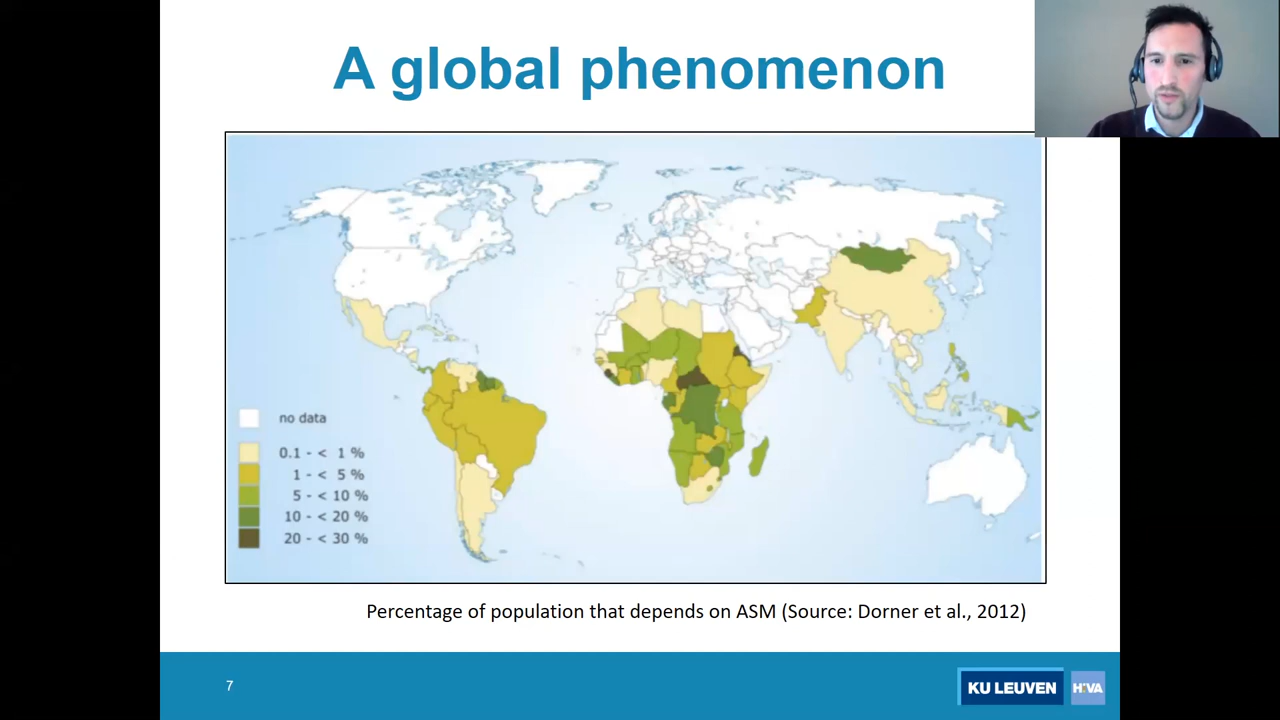 A global phenomenon
no data
0.1 - < 1 %
1 - < 5 %
5 - < 10 %
10 - < 20 %
20 - < 30 %
Percentage of population that depends on ASM (Source: Dorner et al., 2012)
7
KU LEUVEN
HIVA